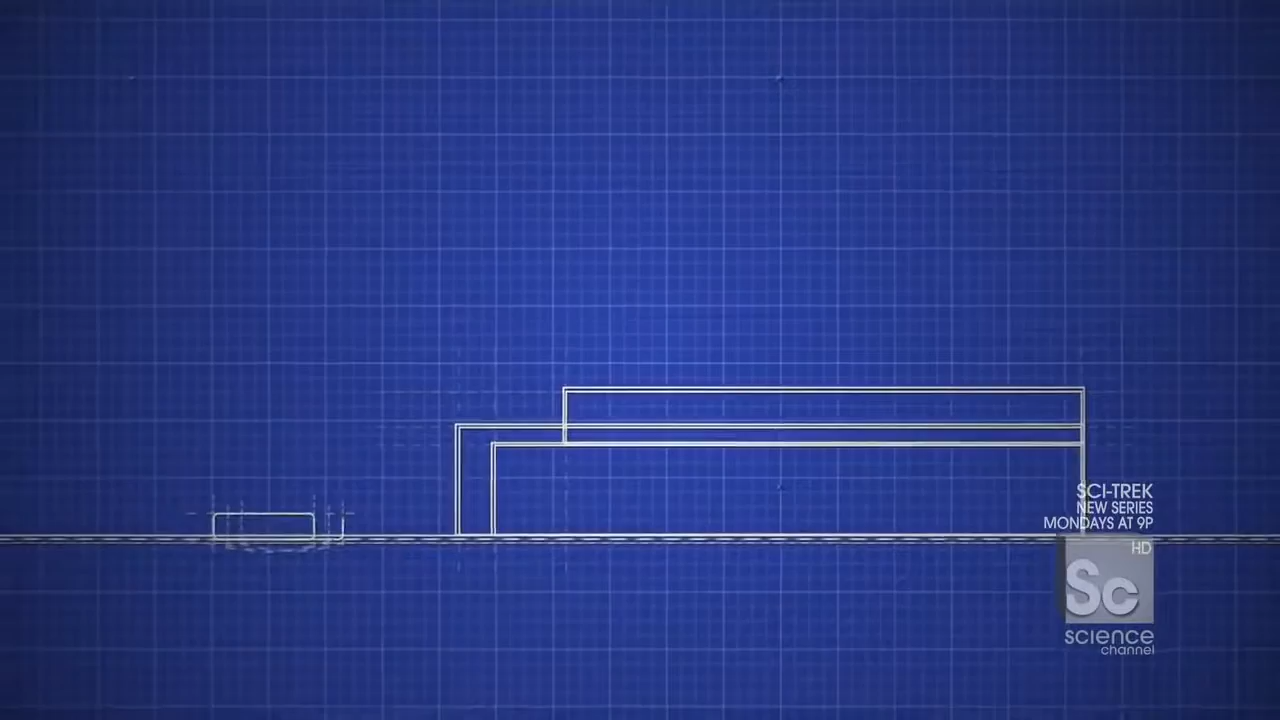 SCI-TREK
NEW SERIES
MONDAYS AT 9P
HD
Sc
science
channel